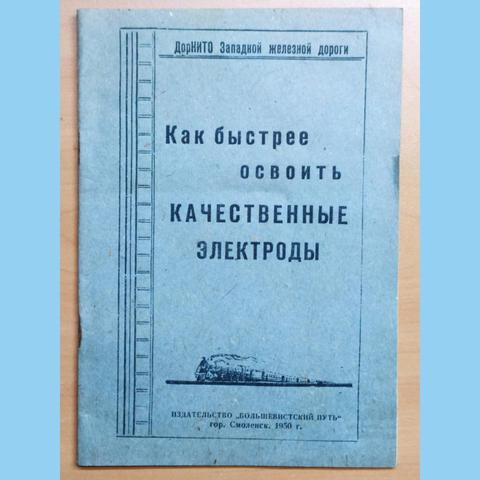 ДорНИТО Западной железной дороги
Как быстрее
освоить
КАЧЕСТВЕННЫЕ
ЭЛЕКТРОДЫ
ИЗДАТЕЛЬСТВО „БОЛЬШЕВИСТСКИЙ ПУТЬ“
гор. Смоленск. 1950 г.